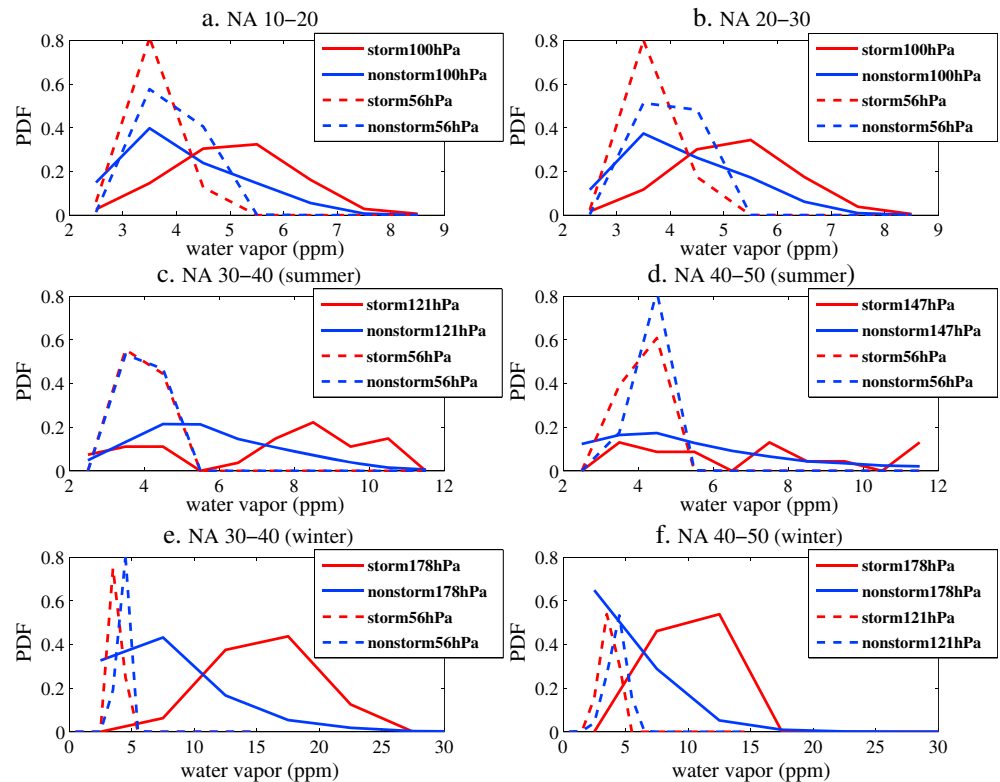 a. NA 10−20
0.8
0.6
0.4
0.2
0
PDF
storm100hPa
nonstorm100hPa
storm56hPa
nonstorm56hPa
2 3 4 5 6 7 8 9
water vapor (ppm)
b. NA 20−30
0.8
0.6
0.4
0.2
0
PDF
storm100hPa
nonstorm100hPa
storm56hPa
nonstorm56hPa
2 3 4 5 6 7 8 9
water vapor (ppm)
c. NA 30−40 (summer)
0.8
0.6
0.4
0.2
0
PDF
storm121hPa
nonstorm121hPa
storm56hPa
nonstorm56hPa
2 4 6 8 10 12
water vapor (ppm)
d. NA 40−50 (summer)
0.8
0.6
0.4
0.2
0
PDF
storm147hPa
nonstorm147hPa
storm56hPa
nonstorm56hPa
2 4 6 8 10 12
water vapor (ppm)
e. NA 30−40 (winter)
0.8
0.6
0.4
0.2
0
PDF
storm178hPa
nonstorm178hPa
storm56hPa
nonstorm56hPa
0 5 10 15 20 25 30
water vapor (ppm)
f. NA 40−50 (winter)
0.8
0.6
0.4
0.2
0
PDF
storm178hPa
nonstorm178hPa
storm121hPa
nonstorm121hPa
0 5 10 15 20 25 30
water vapor (ppm)